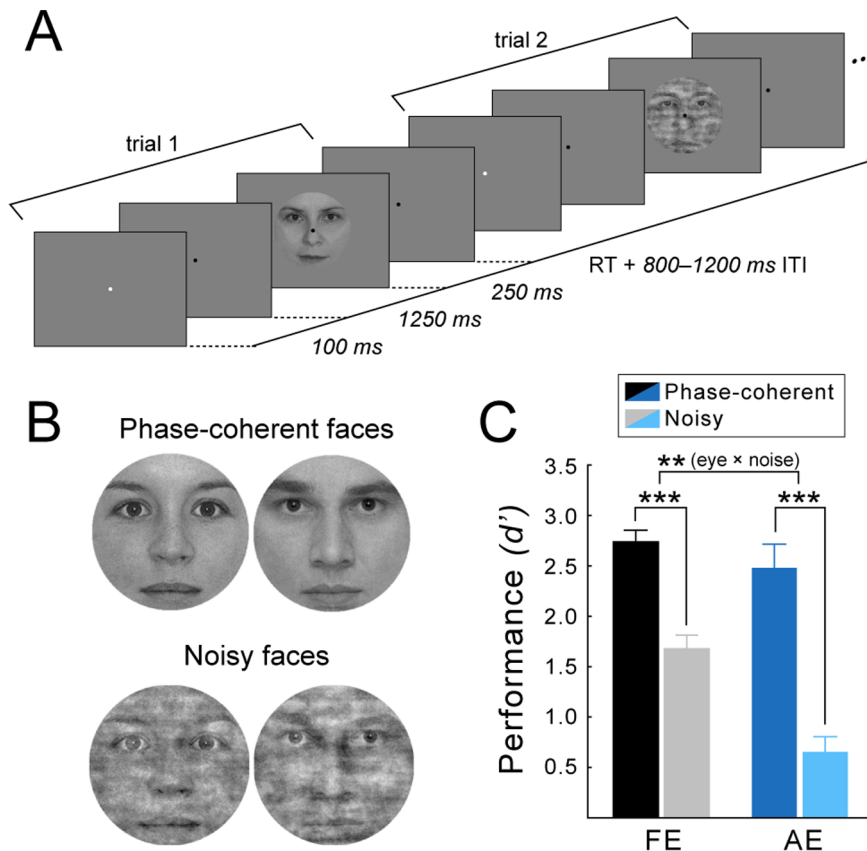 A
trial 1
trial 2
100 ms
1250 ms
250 ms
RT + 800–1200 ms ITI
B
Phase-coherent faces
Noisy faces
C
Phase-coherent
Noisy
** (eye × noise)
*** ***
Performance (d’)
3.5
3.0
2.5
2.0
1.5
1.0
0.5
FE AE